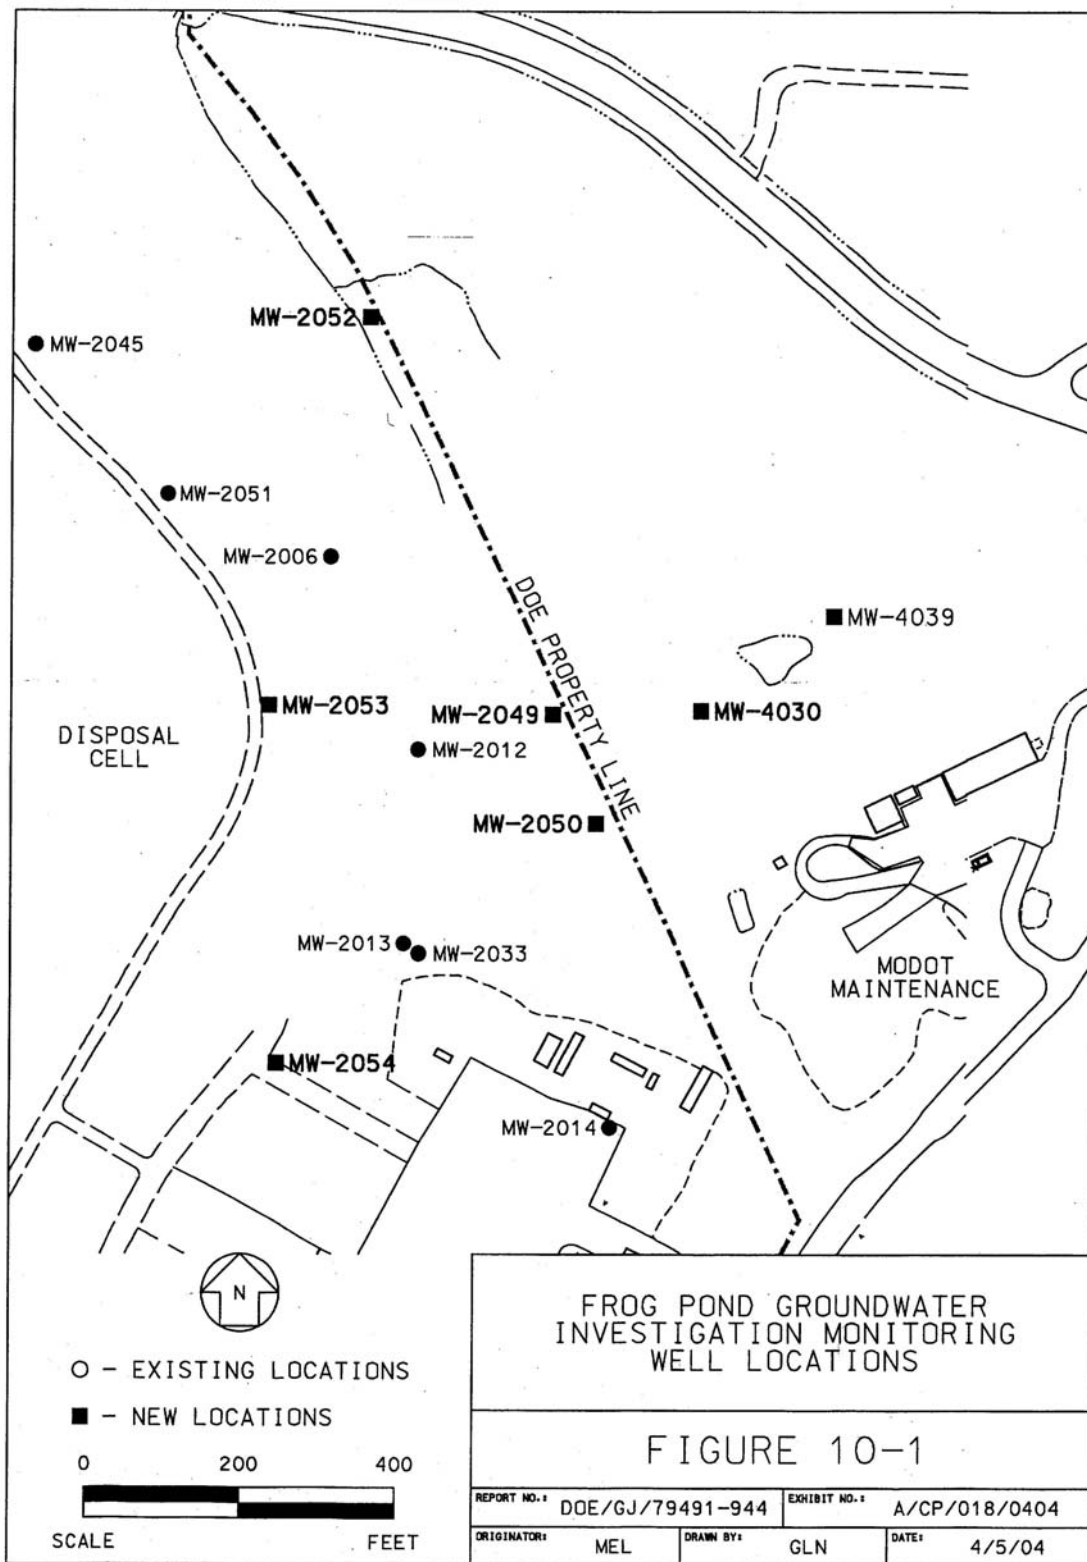 MW-2052
MW-2045
MW-2051
MW-2006
DOE PROPERTY LINE
MW-4039
MW-2053
MW-2049
MW-4030
DISPOSAL
CELL
MW-2012
MW-2050
MW-2013
MW-2033
MODOT
MAINTENANCE
MW-2054
MW-2014
N
O - EXISTING LOCATIONS
■ - NEW LOCATIONS
0 200 400
SCALE FEET
FROG POND GROUNDWATER
INVESTIGATION MONITORING
WELL LOCATIONS
FIGURE 10-1
REPORT NO.: DOE/GJ/79491-944 EXHIBIT NO.: A/CP/018/0404
ORIGINATOR: MEL DRAWN BY: GLN DATE: 4/5/04